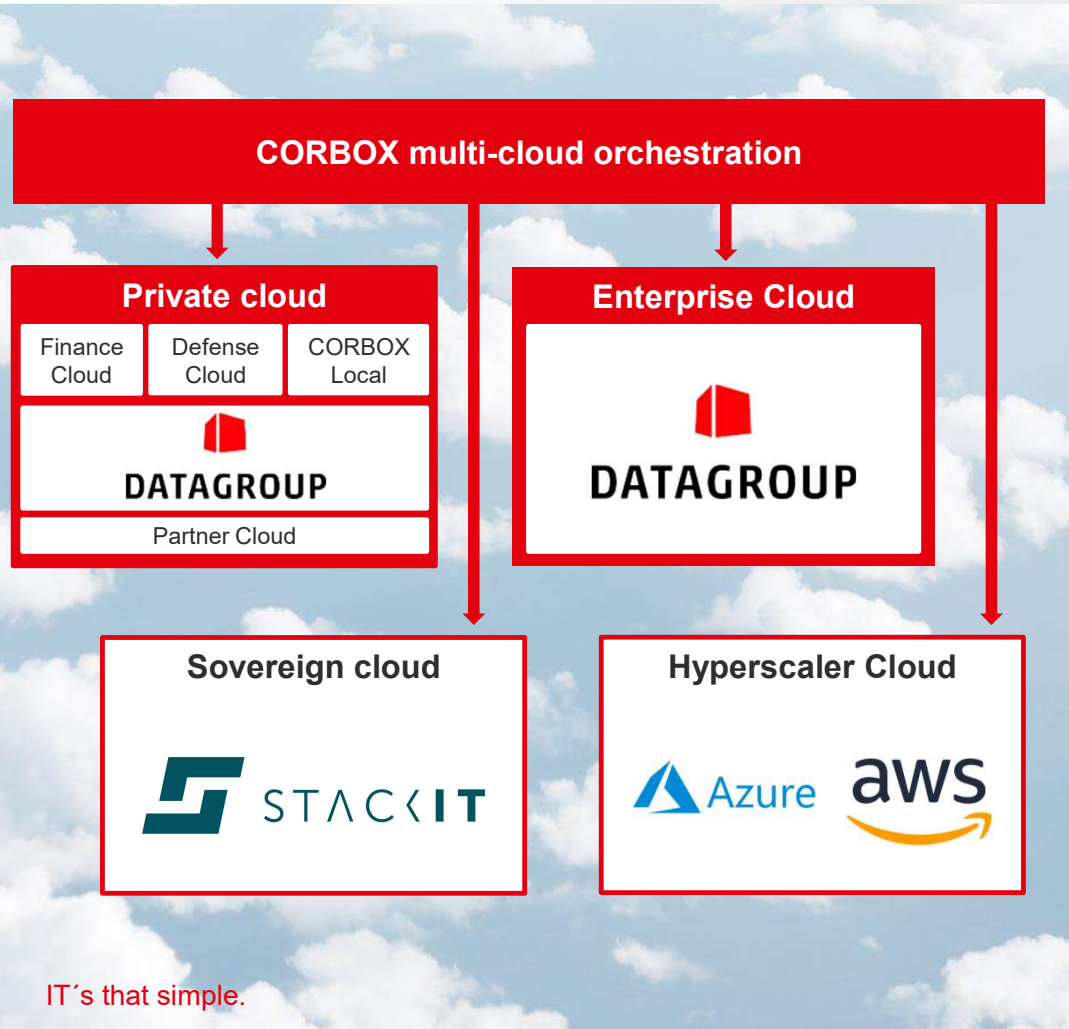 CORBOX multi-cloud orchestration
Private cloud
Finance
Cloud
Defense
Cloud
CORBOX
Local
DATAGROUP
Partner Cloud
Enterprise Cloud
DATAGROUP
Sovereign cloud
STACKIT
Hyperscaler Cloud
Azure
aws
IT´s that simple.